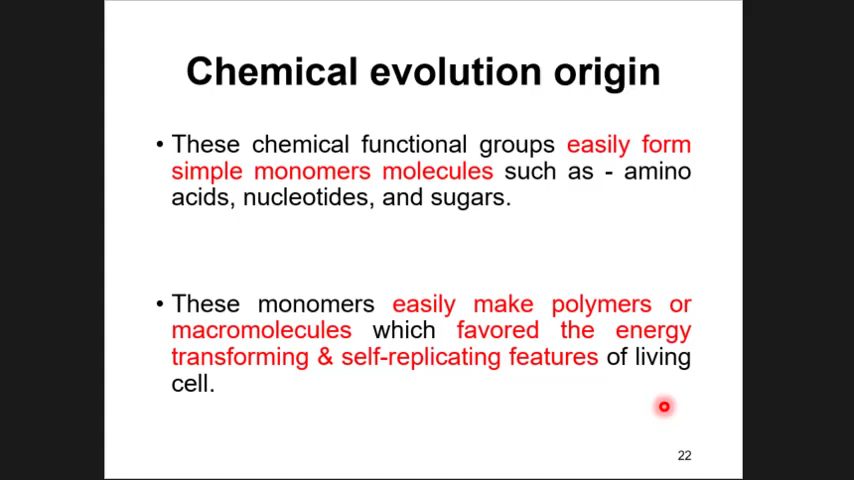 Chemical evolution origin
• These chemical functional groups easily form
simple monomers molecules such as - amino
acids, nucleotides, and sugars.
• These monomers easily make polymers or
macromolecules which favored the energy
transforming & self-replicating features of living
cell.
22